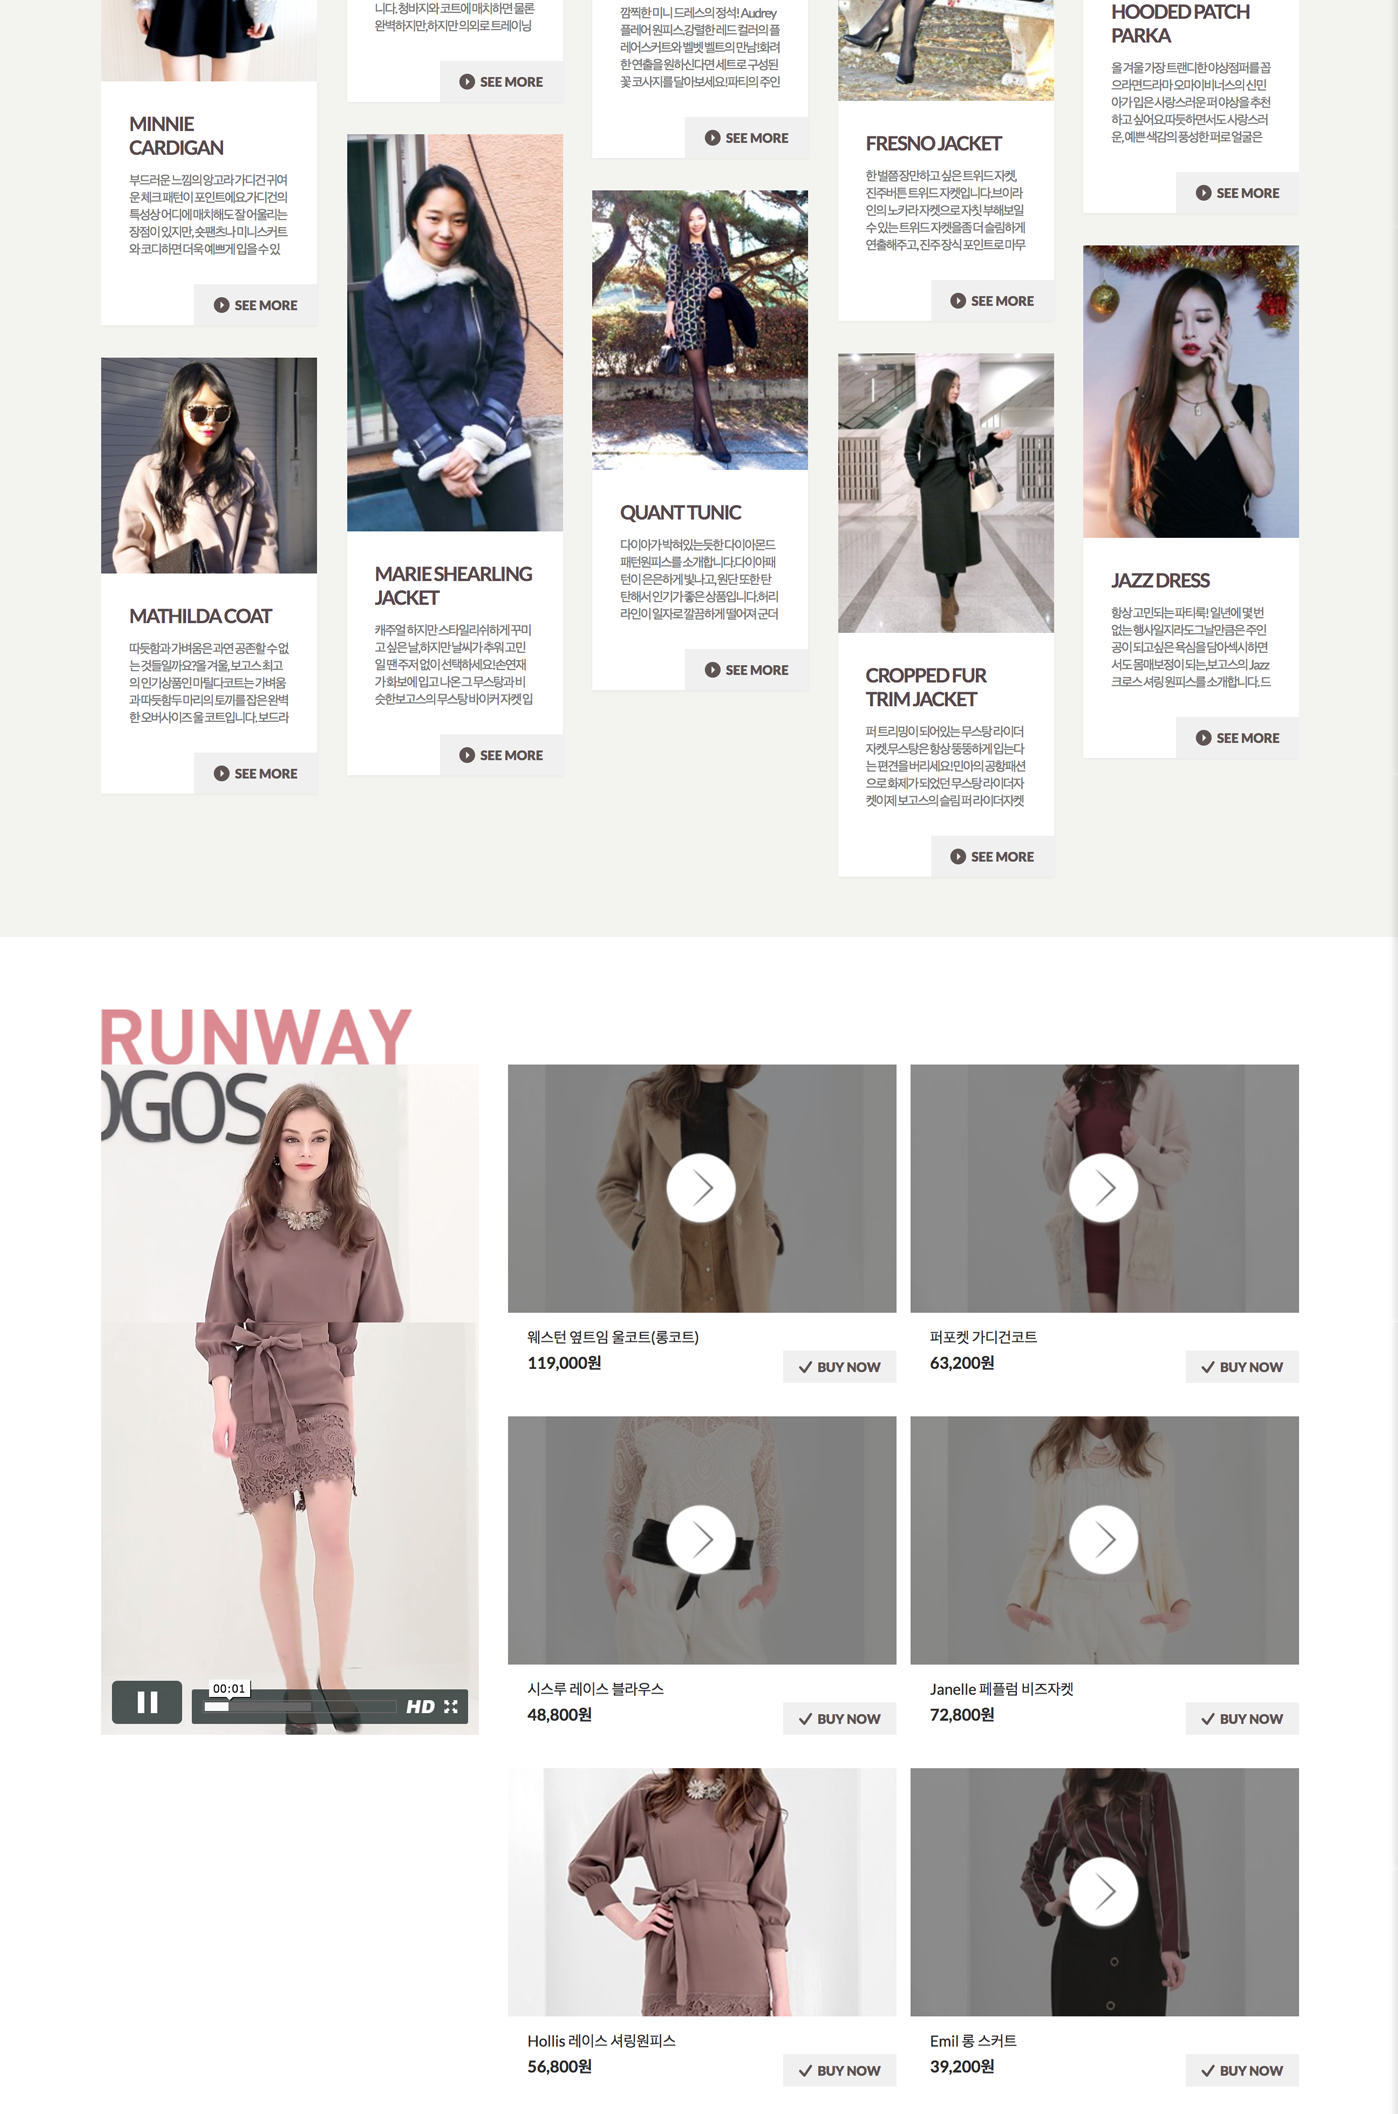 MINNIE
CARDIGAN
부드러운 느낌의 앙고라 가디건 귀여
운 체크 패턴이 포인트에요.가디건의
특성상 어디에 매치해도 잘 어울리는
장점이 있지만, 숏팬츠나 미니스커트
와 코디하면 더욱 예쁘게 입을 수 있
SEE MORE
MATHILDA COAT
따듯함과 가벼움은 과연 공존할 수 없
는 것들일까요?올 겨울, 보고스 최고
의 인기상품인 마틸다코트는 가벼움
과 따듯함 두 마리의 토끼를 잡은 완벽
한 오버사이즈 울 코트입니다. 보드라
SEE MORE
니다. 청바지와 코트에 매치하면 물론
완벽하지만,하지만 의외로 트레이닝
SEE MORE
MARIE SHEARLING
JACKET
캐주얼 하지만 스타일리쉬하게 꾸미
고 싶은 날,하지만 날씨가 추워 고민
일 땐 주저 없이 선택하세요!손연재
가 화보에 입고 나온 그 무스탕과 비
슷한보고스의 무스탕 바이커 자켓 입
SEE MORE
깜찍한 미니 드레스의 정석! Audrey
플레어 원피스.강렬한 레드 컬러의 플
레어스커트와 벨벳 벨트의 만남!화려
한 연출을 원하신다면 세트로 구성된
꽃 코사지를 달아보세요!파티의 주인
SEE MORE
QUANT TUNIC
다이아가 박혀있는듯한 다이아몬드
패턴원피스를 소개합니다.다이아패
턴이 은은하게 빛나고, 원단 또한 탄
탄해서 인기가 좋은 상품입니다.허리
라인이 일자로 깔끔하게 떨어져 군더
SEE MORE
FRESNO JACKET
한 벌쯤 장만하고 싶은 트위드 자켓,
진주버튼 트위드 자켓입니다.브이라
인의 노카라 자켓으로 자칫 부해보일
수 있는 트위드 자켓을좀 더 슬림하게
연출해주고, 진주 장식 포인트로 마무
SEE MORE
CROPPED FUR
TRIM JACKET
퍼 트리밍이 되어있는 무스탕 라이더
자켓.무스탕은 항상 뚱뚱하게 입는다
는 편견을 버리세요!민아의 공항패션
으로 화제가 되었던 무스탕 라이더자
켓이제 보고스의 슬림 퍼 라이더자켓
SEE MORE
HOODED PATCH
PARKA
올 겨울 가장 트랜디한 야상점퍼를 꼽
으라면드라마 오마이비너스의 신민
아가 입은 사랑스러운 퍼 야상을 추천
하고 싶어요.따듯하면서도 사랑스러
운, 예쁜 색감의 풍성한 퍼로 얼굴은
SEE MORE
JAZZ DRESS
항상 고민되는 파티룩! 일년에 몇 번
없는 행사일지라도그날만큼은 주인
공이 되고싶은 욕심을 담아섹시하면
서도 몸매보정이 되는,보고스의 Jazz
크로스 셔링 원피스를 소개합니다. 드
SEE MORE
RUNWAY
OGOS
00:01
HD
웨스턴 옆트임 울코트(롱코트)
119,000원
BUY NOW
퍼포켓 가디건코트
63,200원
BUY NOW
시스루 레이스 블라우스
48,800원
BUY NOW
Janelle 페플럼 비즈자켓
72,800원
BUY NOW
Hollis 레이스 셔링원피스
56,800원
BUY NOW
Emil 롱 스커트
39,200원
BUY NOW